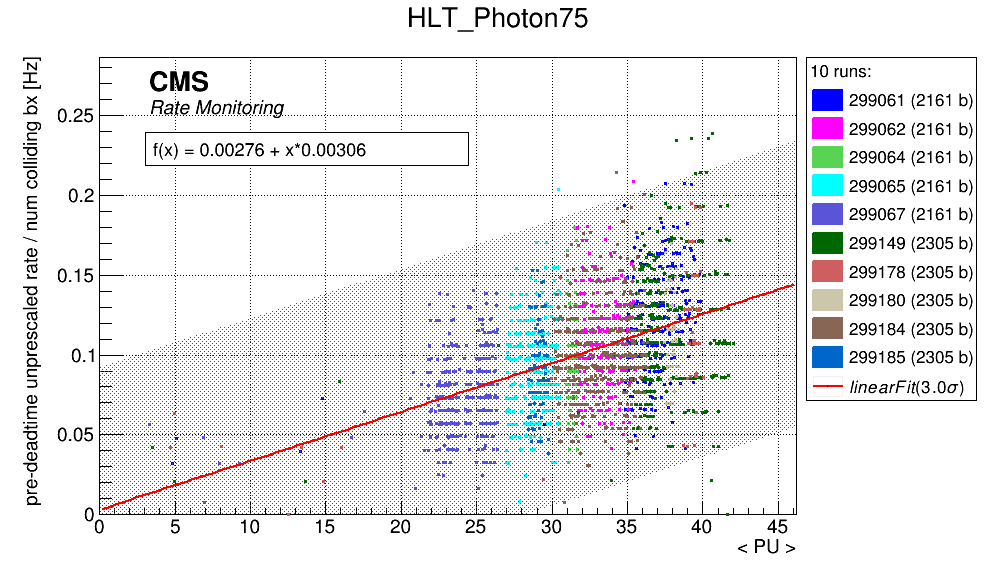 HLT_Photon75
pre-deadtime unprescaled rate / num colliding bx [Hz]
CMS
Rate Monitoring
f(x) = 0.00276 + x*0.00306
0.25
0.2
0.15
0.1
0.05
0
0 5 10 15 20 25 30 35 40 45
< PU >
10 runs:
299061 (2161 b)
299062 (2161 b)
299064 (2161 b)
299065 (2161 b)
299067 (2161 b)
299149 (2305 b)
299178 (2305 b)
299180 (2305 b)
299184 (2305 b)
299185 (2305 b)
linearFit(3.0σ)